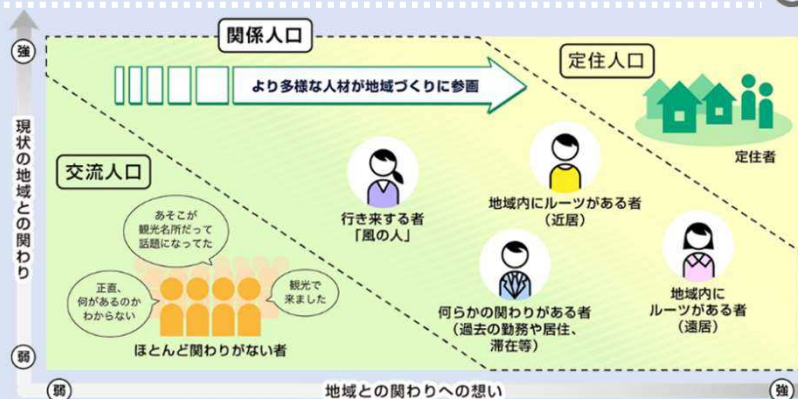 関係人口
強
より多様な人材が地域づくりに参画
定住人口
定住者
現状の地域との関わり
交流人口
あそこが
観光名所だって
話題になってた
正直、
何があるのか
わからない
観光で
来ました
ほとんど関わりがない者
行き来する者
「風の人」
地域内にルーツがある者
(近居)
何らかの関わりがある者
(過去の勤務や居住、
滞在等)
地域内に
ルーツがある者
(遠居)
弱
弱
地域との関わりへの想い
強